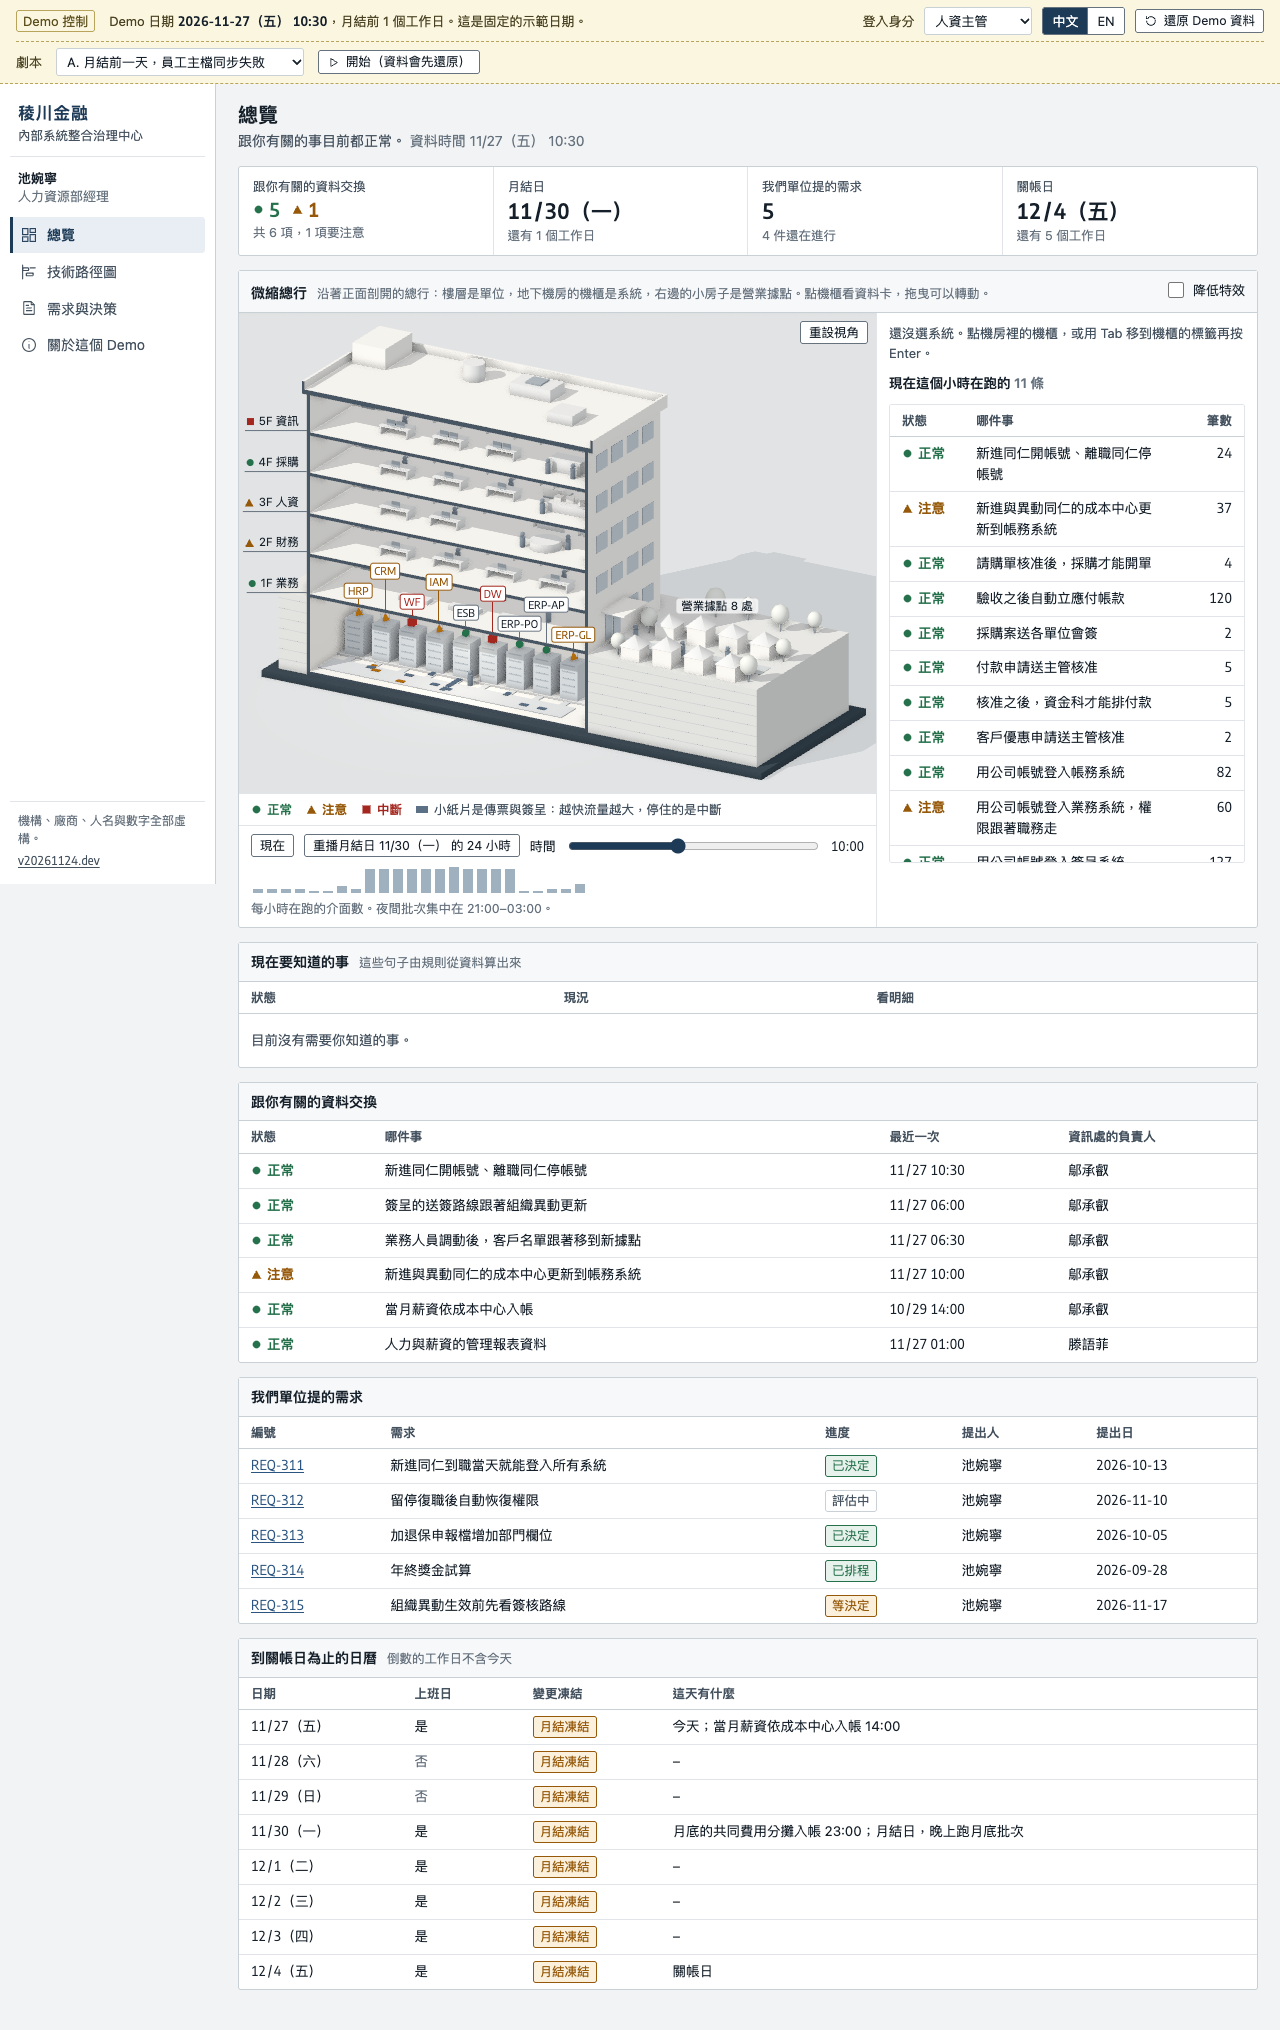 Demo 控制
Demo 日期 2026-11-27（五） 10:30，月結前 1 個工作日。這是固定的示範日期。
登入身分
人資主管
中文
EN
還原 Demo 資料
劇本
A. 月結前一天，員工主檔同步失敗
開始（資料會先還原）
稜川金融
內部系統整合治理中心
池婉寧
人力資源部經理
總覽
技術路徑圖
需求與決策
關於這個 Demo
機構、廠商、人名與數字全部虛
構。
v20261124.dev
總覽
跟你有關的事目前都正常。 資料時間 11/27（五） 10:30
跟你有關的資料交換
5 1
共 6 項，1 項要注意
月結日
11/30（一）
還有 1 個工作日
我們單位提的需求
5
4 件還在進行
關帳日
12/4（五）
還有 5 個工作日
微縮總行 沿著正面剖開的總行：樓層是單位，地下機房的機櫃是系統，右邊的小房子是營業據點。點機櫃看資料卡，拖曳可以轉動。
降低特效
重設視角
5F 資訊
4F 採購
3F 人資
2F 財務
1F 業務
CRM
HRP
IAM
WF
DW
ESB
ERP-AP
ERP-PO
ERP-GL
營業據點 8 處
正常 注意 中斷 小紙片是傳票與簽呈：越快流量越大，停住的是中斷
現在
重播月結日 11/30（一） 的 24 小時
時間
10:00
每小時在跑的介面數。夜間批次集中在 21:00–03:00。
還沒選系統。點機房裡的機櫃，或用 Tab 移到機櫃的標籤再按
Enter。
現在這個小時在跑的 11 條
狀態 哪件事 筆數
正常 新進同仁開帳號、離職同仁停 24
帳號
注意 新進與異動同仁的成本中心更 37
新到帳務系統
正常 請購單核准後，採購才能開單 4
正常 驗收之後自動立應付帳款 120
正常 採購案送各單位會簽 2
正常 付款申請送主管核准 5
正常 核准之後，資金科才能排付款 5
正常 客戶優惠申請送主管核准 2
正常 用公司帳號登入帳務系統 82
注意 用公司帳號登入業務系統，權 60
限跟著職務走
正常 用公司帳號登入簽呈系統 127
現在要知道的事 這些句子由規則從資料算出來
狀態 現況 看明細
目前沒有需要你知道的事。
跟你有關的資料交換
狀態 哪件事 最近一次 資訊處的負責人
正常 新進同仁開帳號、離職同仁停帳號 11/27 10:30 鄔承叡
正常 簽呈的送簽路線跟著組織異動更新 11/27 06:00 鄔承叡
正常 業務人員調動後，客戶名單跟著移到新據點 11/27 06:30 鄔承叡
注意 新進與異動同仁的成本中心更新到帳務系統 11/27 10:00 鄔承叡
正常 當月薪資依成本中心入帳 10/29 14:00 鄔承叡
正常 人力與薪資的管理報表資料 11/27 01:00 滕語菲
我們單位提的需求
編號 需求 進度 提出人 提出日
REQ-311 新進同仁到職當天就能登入所有系統 已決定 池婉寧 2026-10-13
REQ-312 留停復職後自動恢復權限 評估中 池婉寧 2026-11-10
REQ-313 加退保申報檔增加部門欄位 已決定 池婉寧 2026-10-05
REQ-314 年終獎金試算 已排程 池婉寧 2026-09-28
REQ-315 組織異動生效前先看簽核路線 等決定 池婉寧 2026-11-17
到關帳日為止的日曆 倒數的工作日不含今天
日期 上班日 變更凍結 這天有什麼
11/27（五） 是 月結凍結 今天；當月薪資依成本中心入帳 14:00
11/28（六） 否 月結凍結 –
11/29（日） 否 月結凍結 –
11/30（一） 是 月結凍結 月底的共同費用分攤入帳 23:00；月結日，晚上跑月底批次
12/1（二） 是 月結凍結 –
12/2（三） 是 月結凍結 –
12/3（四） 是 月結凍結 –
12/4（五） 是 月結凍結 關帳日